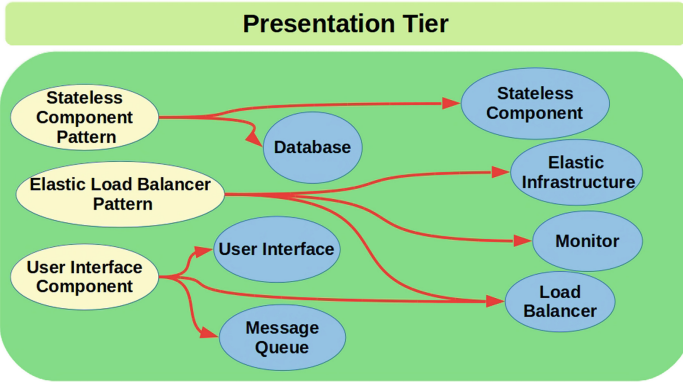 Presentation Tier
Stateless
Component
Pattern
Stateless
Component
Database
Elastic Load Balancer
Pattern
Elastic
Infrastructure
User Interface
Monitor
User Interface
Component
Load
Balancer
Message
Queue